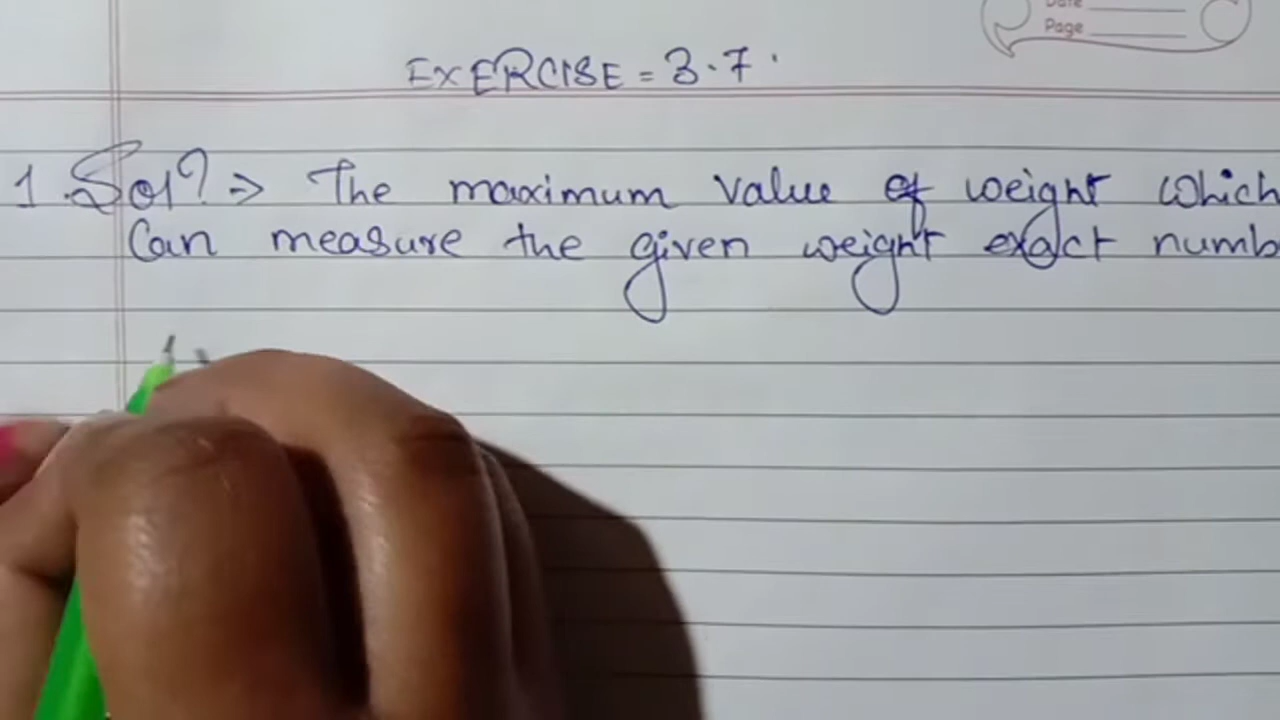 Date
Page
EXERCISE = 3.7.
1 Sol? => The maximum value of weight which
Can measure the given weight exact numb